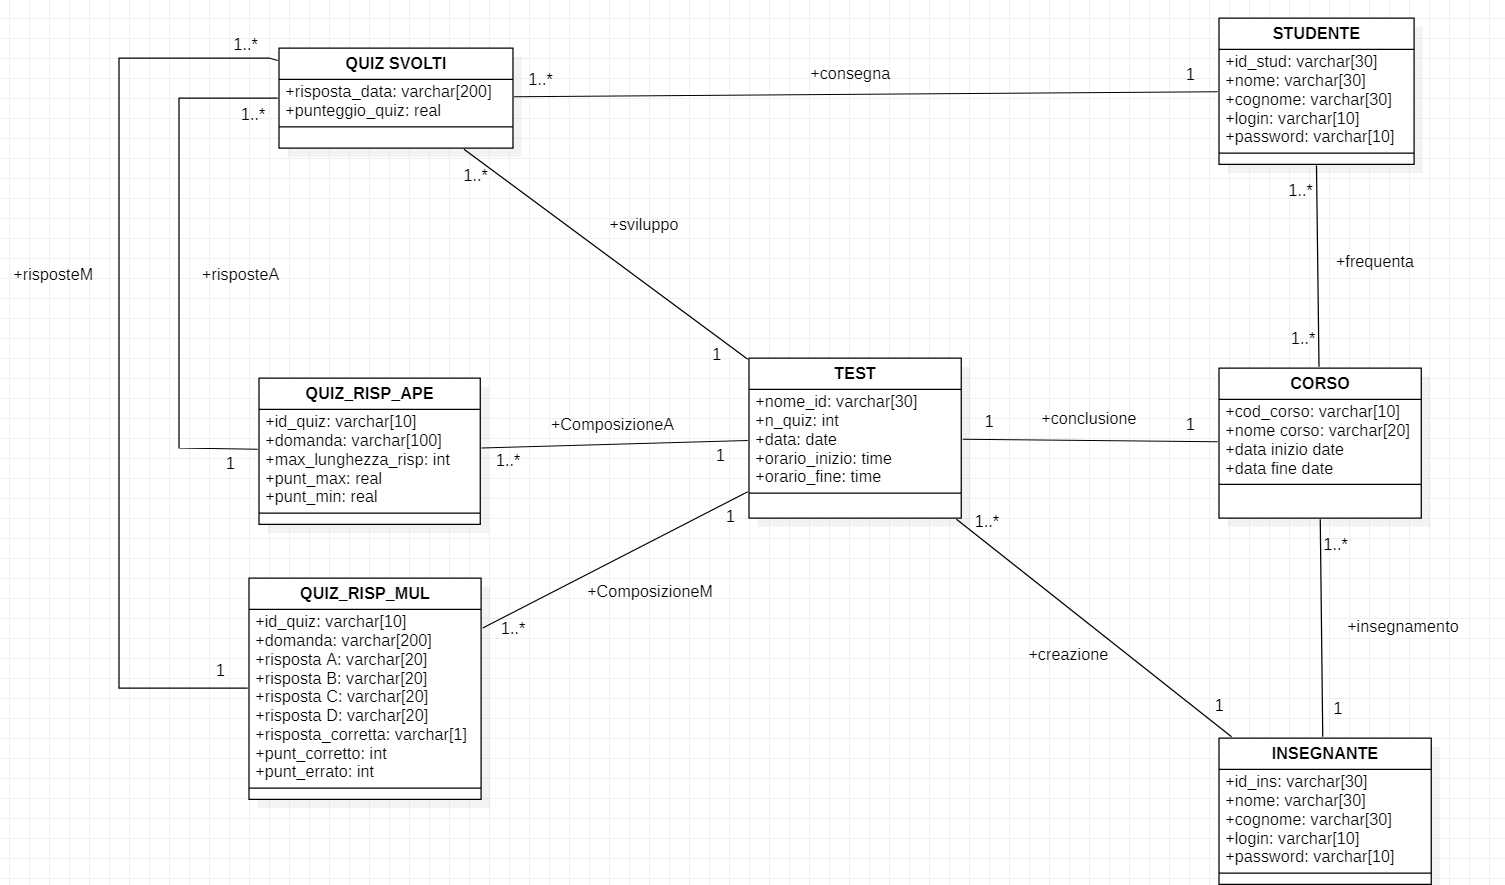 QUIZ SVOLTI
+risposta_data: varchar[200]
+punteggio_quiz: real
1..*
1..*
1..*
+consegna
1
STUDENTE
+id_stud: varchar[30]
+nome: varchar[30]
+cognome: varchar[30]
+login: varchar[10]
+password: varchar[10]
1..*
+sviluppo
1
1..*
+frequenta
1..*
+risposteM
+risposteA
QUIZ_RISP_APE
+id_quiz: varchar[10]
+domanda: varchar[100]
+max_lunghezza_risp: int
+punt_max: real
+punt_min: real
1
+ComposizioneA
1..*
1
TEST
+nome_id: varchar[30]
+n_quiz: int
+data: date
+orario_inizio: time
+orario_fine: time
1
+conclusione
1
CORSO
+cod_corso: varchar[10]
+nome corso: varchar[20]
+data inizio date
+data fine date
1
+ComposizioneM
1..*
QUIZ_RISP_MUL
+id_quiz: varchar[10]
+domanda: varchar[200]
+risposta A: varchar[20]
+risposta B: varchar[20]
+risposta C: varchar[20]
+risposta D: varchar[20]
+risposta_corretta: varchar[1]
+punt_corretto: int
+punt_errato: int
1
1..*
+creazione
1
1..*
+insegnamento
1
INSEGNANTE
+id_ins: varchar[30]
+nome: varchar[30]
+cognome: varchar[30]
+login: varchar[10]
+password: varchar[10]